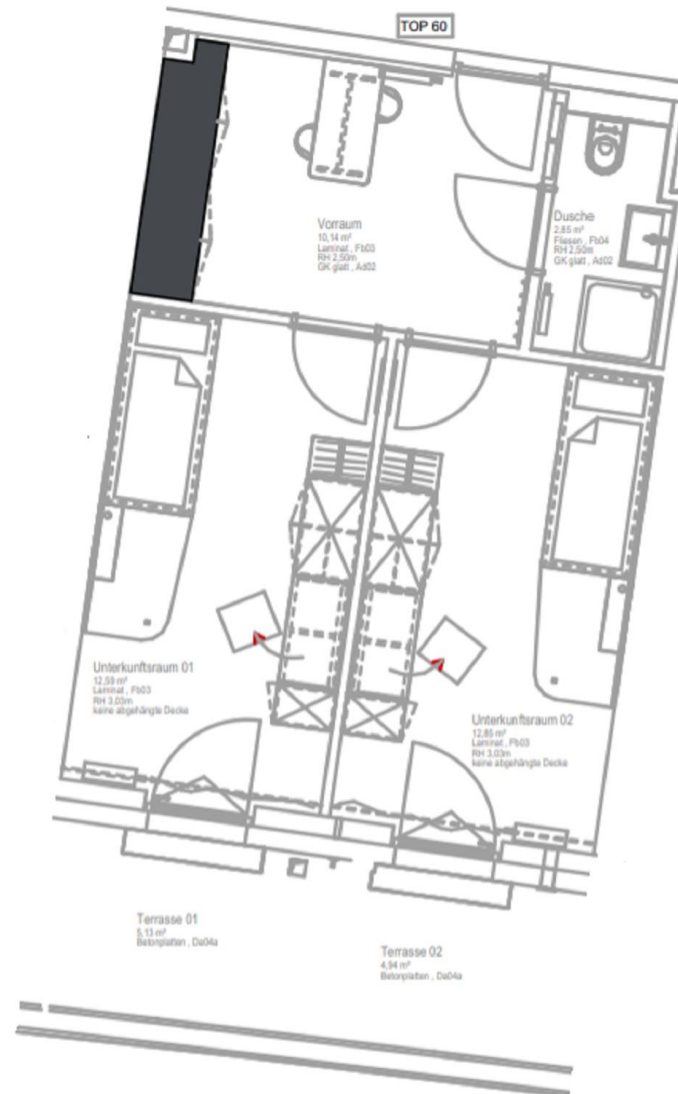 TOP 60
Vorraum
10,14 m²
Laminat , Fb03
RH 2,50m
GK glatt , Ad02
Dusche
2,85 m²
Fliesen , Fb04
RH 2,50m
GK glatt , Ad02
Unterkunftsraum 01
12,59 m²
Laminat , Fb03
RH 3,03m
keine abgehängte Decke
Unterkunftsraum 02
12,85 m²
Laminat , Fb03
RH 3,03m
keine abgehängte Decke
Terrasse 01
5,13 m²
Betonplatten , Da04a
Terrasse 02
4,94 m²
Betonplatten , Da04a